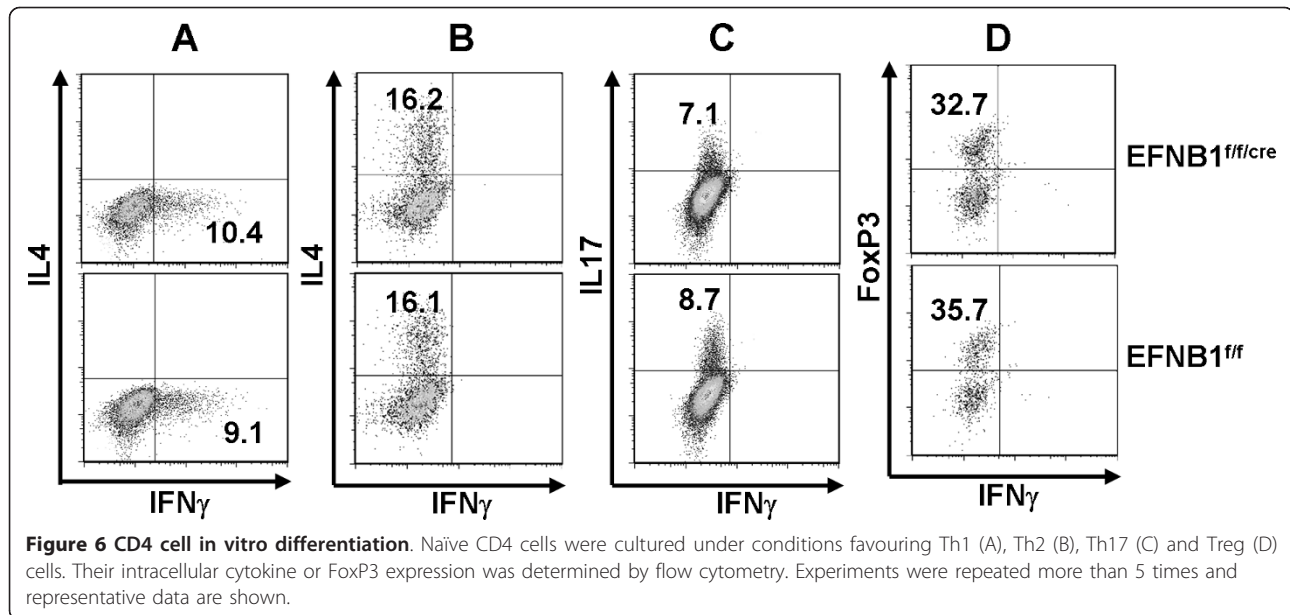 A B C D
IL4 10.4 IL4 16.2 IL17 7.1 FoxP3 32.7 EFNB1f/f/cre
9.1 16.1 8.7 35.7 EFNB1f/f
IFNγ IFNγ IFNγ IFNγ
Figure 6 CD4 cell in vitro differentiation. Naïve CD4 cells were cultured under conditions favouring Th1 (A), Th2 (B), Th17 (C) and Treg (D)
cells. Their intracellular cytokine or FoxP3 expression was determined by flow cytometry. Experiments were repeated more than 5 times and
representative data are shown.